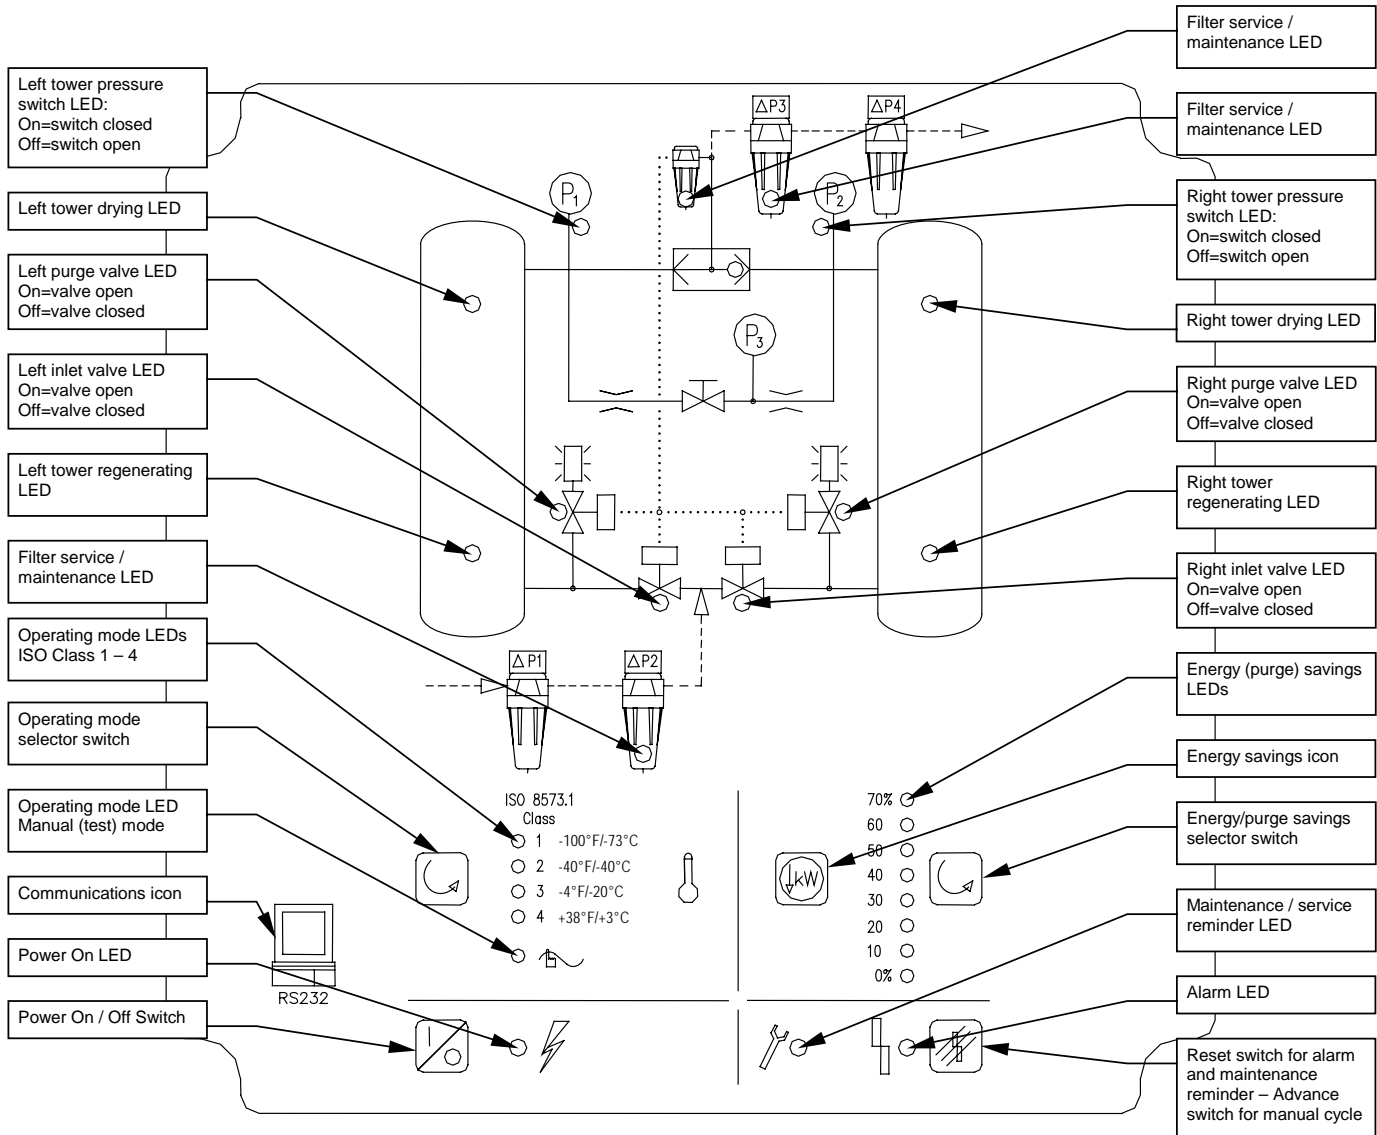 Left tower pressure
switch LED:
On=switch closed
Off=switch open
Left tower drying LED
Left purge valve LED
On=valve open
Off=valve closed
Left inlet valve LED
On=valve open
Off=valve closed
Left tower regenerating
LED
Filter service /
maintenance LED
Operating mode LEDs
ISO Class 1 – 4
Operating mode
selector switch
Operating mode LED
Manual (test) mode
Communications icon
Power On LED
Power On / Off Switch
ΔP3
ΔP4
P1
P2
P3
ΔP1
ΔP2
ISO 8573.1
Class
1 -100°F/-73°C
2 -40°F/-40°C
3 -4°F/-20°C
4 +38°F/+3°C
RS232
kW
70%
60
50
40
30
20
10
0%
Filter service /
maintenance LED
Filter service /
maintenance LED
Right tower pressure
switch LED:
On=switch closed
Off=switch open
Right tower drying LED
Right purge valve LED
On=valve open
Off=valve closed
Right tower
regenerating LED
Right inlet valve LED
On=valve open
Off=valve closed
Energy (purge) savings
LEDs
Energy savings icon
Energy/purge savings
selector switch
Maintenance / service
reminder LED
Alarm LED
Reset switch for alarm
and maintenance
reminder – Advance
switch for manual cycle